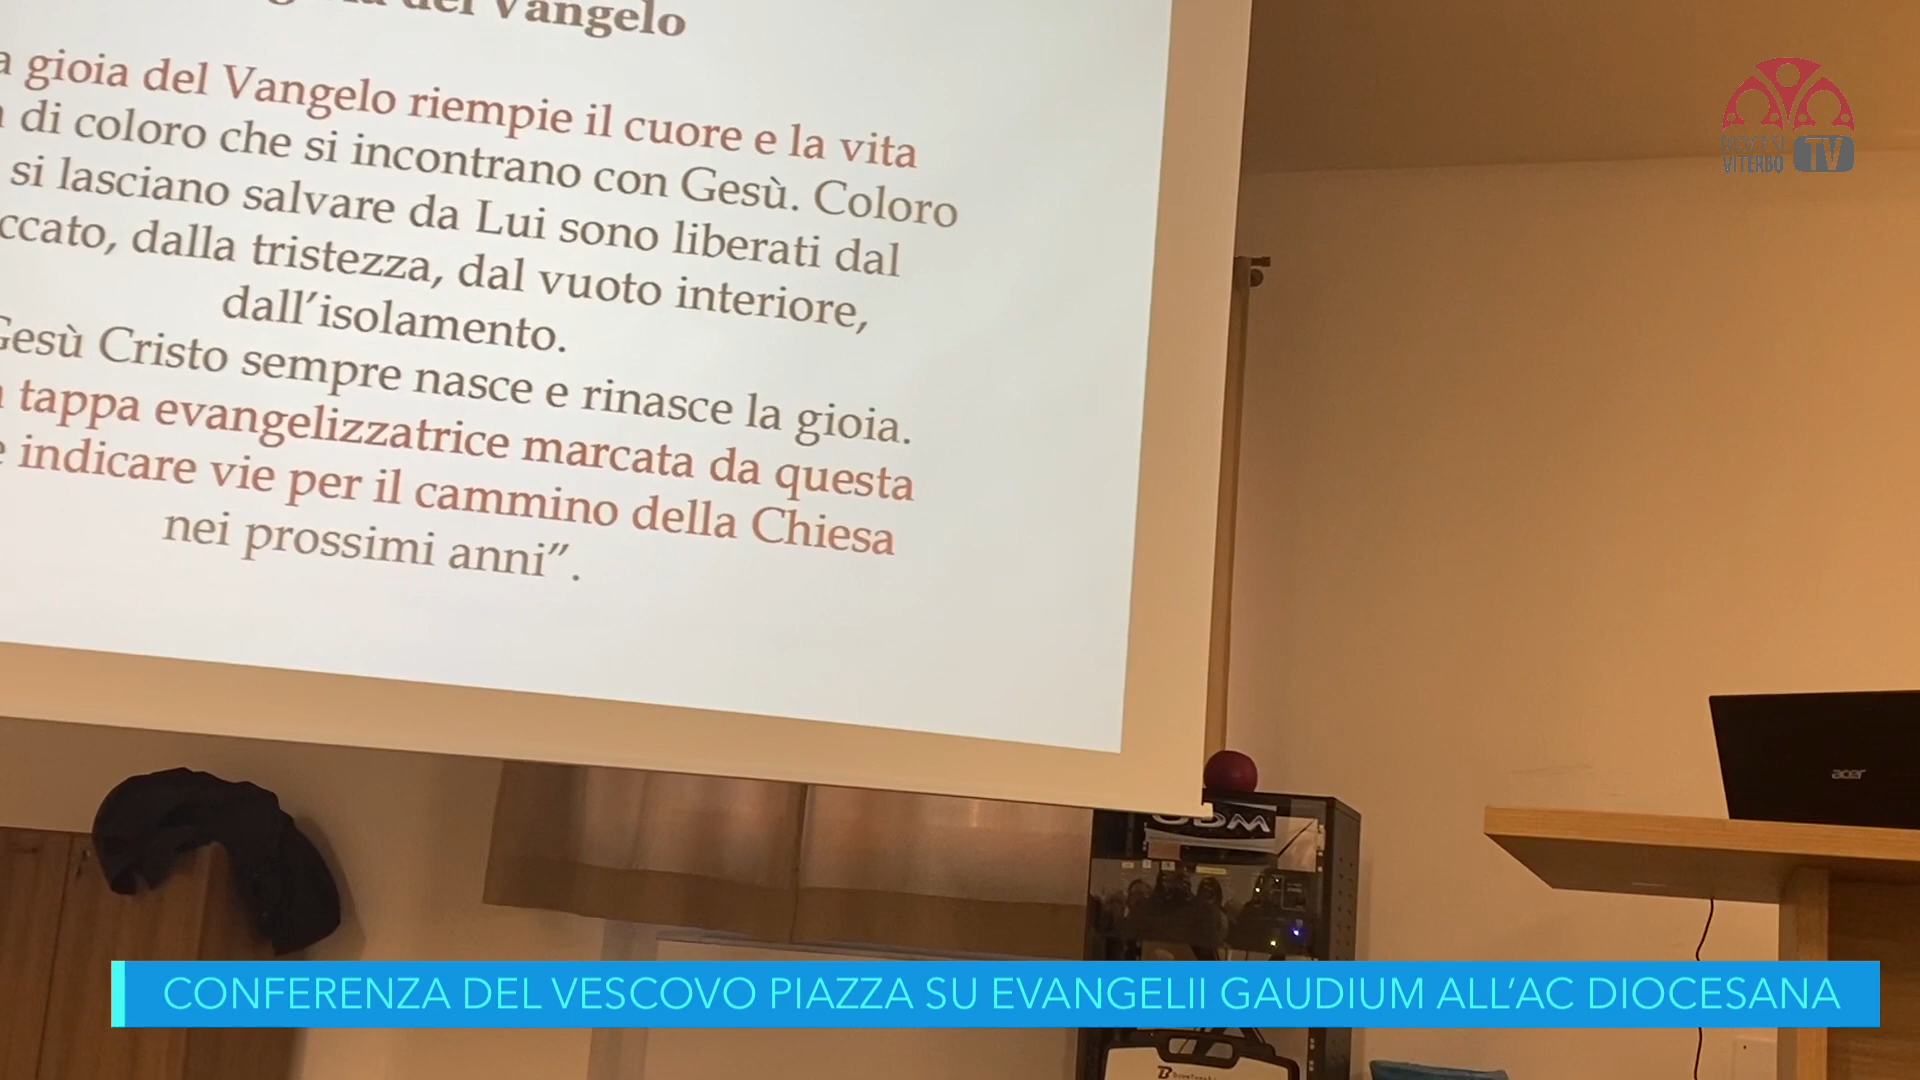 del Vangelo
gioia del Vangelo riempie il cuore e la vita
di coloro che si incontrano con Gesù. Coloro
si lasciano salvare da Lui sono liberati dal
ccato, dalla tristezza, dal vuoto interiore,
dall’isolamento.
Gesù Cristo sempre nasce e rinasce la gioia.
tappa evangelizzatrice marcata da questa
e indicare vie per il cammino della Chiesa
nei prossimi anni”.
DIOCESI
VITERBO TV
acer
CONFERENZA DEL VESCOVO PIAZZA SU EVANGELII GAUDIUM ALL’AC DIOCESANA